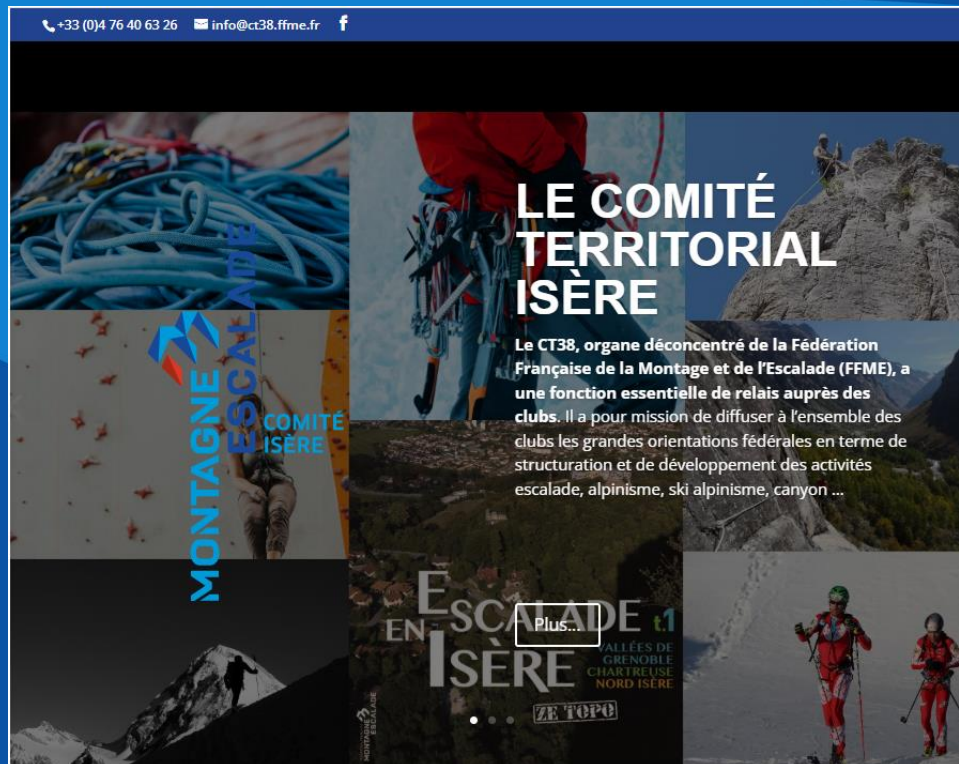 +33 (0)4 76 40 63 26 info@ct38.ffme.fr f
MONTAGNE
ESCALADE
COMITÉ
ISÈRE
LE COMITÉ
TERRITORIAL
ISÈRE
Le CT38, organe déconcentré de la Fédération
Française de la Montage et de l'Escalade (FFME), a
une fonction essentielle de relais auprès des
clubs. Il a pour mission de diffuser à l'ensemble des
clubs les grandes orientations fédérales en terme de
structuration et de développement des activités
escalade, alpinisme, ski alpinisme, canyon ...
Plus...
ESCALADE t.1
EN ISÈRE
VALLÉES DE
GRENOBLE
CHARTREUSE
NORD ISÈRE
ZE TOPO
MONTAGNE
ESCALADE